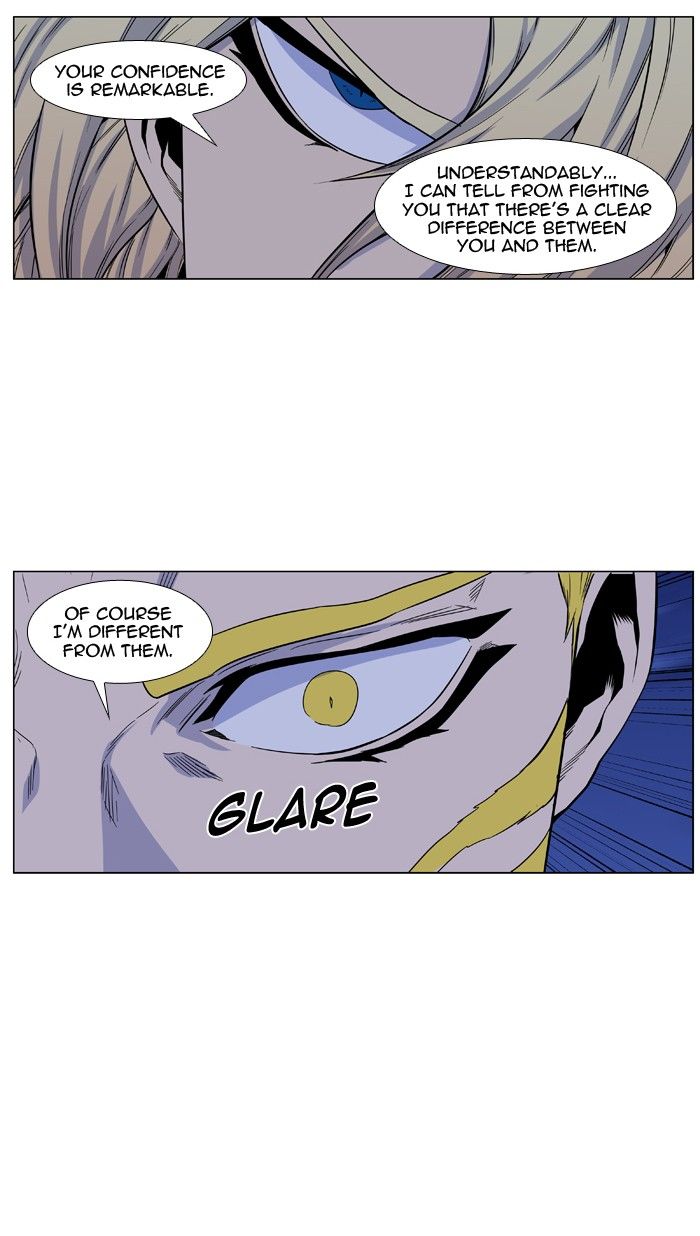 YOUR CONFIDENCE
IS REMARKABLE.
UNDERSTANDABLY...
I CAN TELL FROM FIGHTING
YOU THAT THERE'S A CLEAR
DIFFERENCE BETWEEN
YOU AND THEM.
OF COURSE
I'M DIFFERENT
FROM THEM.
GLARE